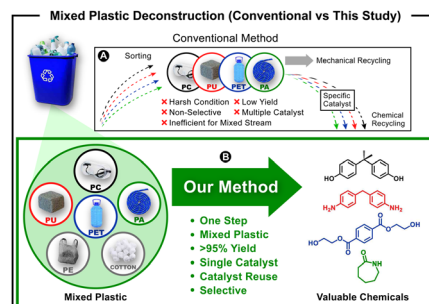 Mixed Plastic Deconstruction (Conventional vs This Study)
Conventional Method
A
Sorting
PC
PU
PET
PA
Mechanical Recycling
Specific
Catalyst
Chemical
Recycling
× Harsh Condition × Low Yield
× Non-Selective × Multiple Catalyst
× Inefficient for Mixed Stream
PC
PU
PET
PA
PE
COTTON
Mixed Plastic
B
Our Method
• One Step
• Mixed Plastic
• >95% Yield
• Single Catalyst
• Catalyst Reuse
• Selective
HO
OH
H₂N
NH₂
HO
O
O
O
O
OH
O
H
N
Valuable Chemicals